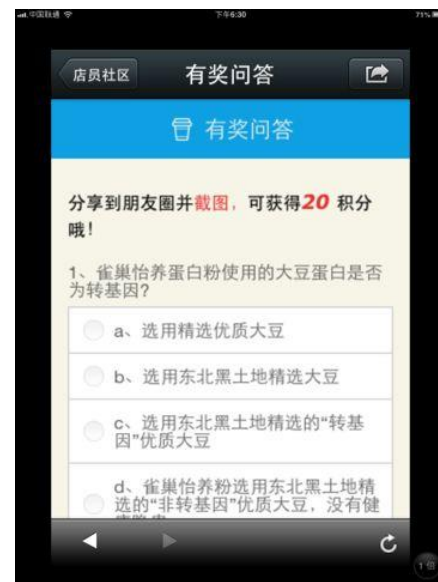 中国联通
下午6:30
71%
店员社区
有奖问答
有奖问答
分享到朋友圈并截图，可获得20 积分
哦!
1、雀巢怡养蛋白粉使用的大豆蛋白是否
为转基因?
a、选用精选优质大豆
b、选用东北黑土地精选大豆
c、选用东北黑土地精选的“转基
因”优质大豆
d、雀巢怡养粉选用东北黑土地精
选的“非转基因”优质大豆，没有健
1倍